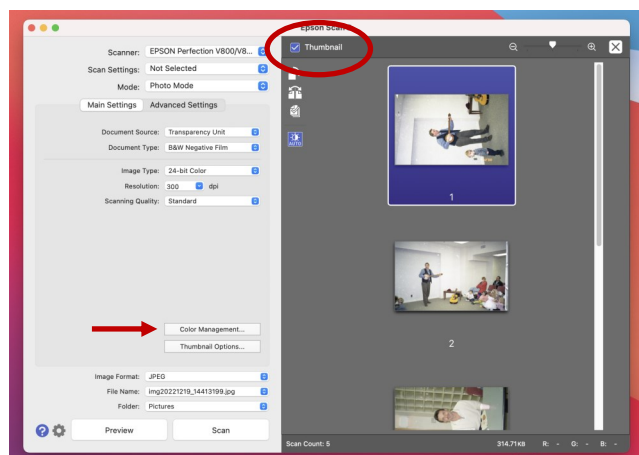 Epson Scan
Scanner: EPSON Perfection V800/V8...
Scan Settings: Not Selected
Mode: Photo Mode
Main Settings Advanced Settings
Document Source: Transparency Unit
Document Type: B&W Negative Film
Image Type: 24-bit Color
Resolution: 300 dpi
Scanning Quality: Standard
Color Management...
Thumbnail Options...
Image Format: JPEG
File Name: img20221219_14413199.jpg
Folder: Pictures
? Preview Scan
Thumbnail
AUTO
1
2
Scan Count: 5 314.71KB R: - G: - B: -